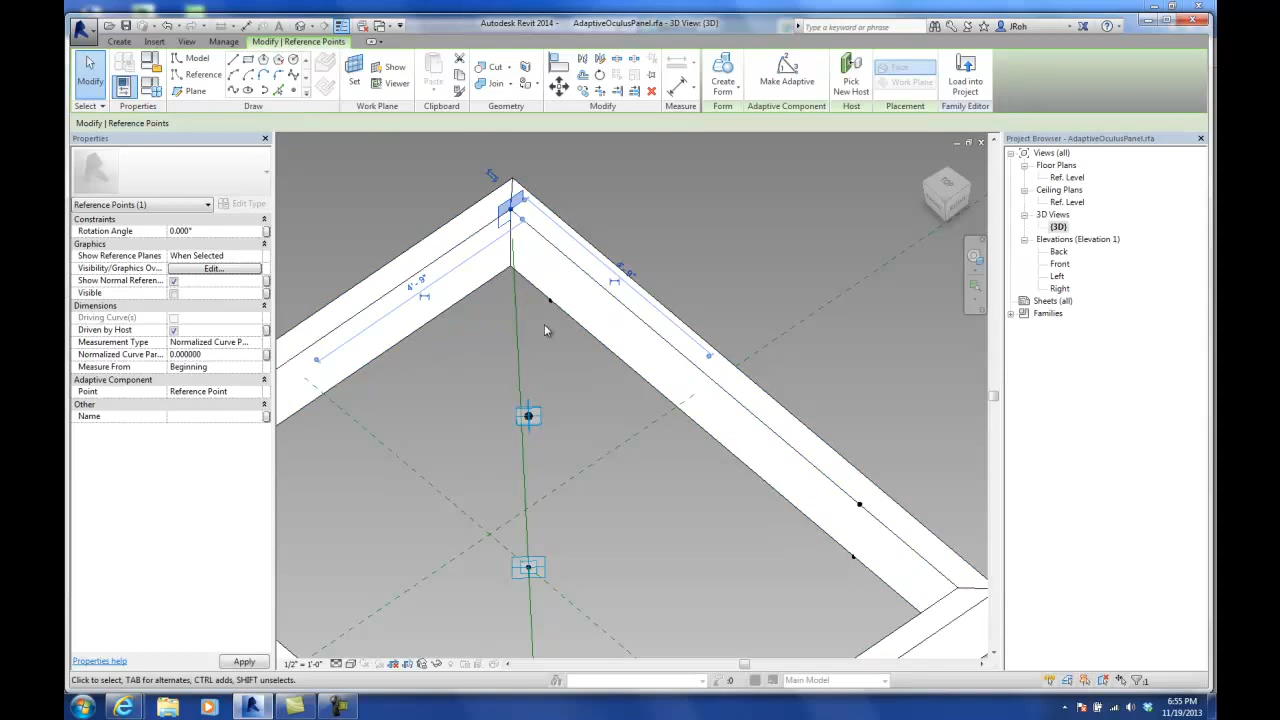 Autodesk Revit 2014 - AdaptiveOculusPanel.rfa - 3D View: {3D}
Type a keyword or phrase
JRoh
Create Insert View Manage Modify | Reference Points
Modify
Model
Reference
Plane
Set
Show
Viewer
Paste
Cut
Join
Create Form
Make Adaptive
Pick New Host
Face
Work Plane
Load into Project
Select Properties Draw Work Plane Clipboard Geometry Modify Measure Form Adaptive Component Host Placement Family Editor
Modify | Reference Points
Properties
Reference Points (1)
Edit Type
Constraints
Rotation Angle 0.000°
Graphics
Show Reference Planes When Selected
Visibility/Graphics Ov... Edit...
Show Normal Referen...
Visible
Dimensions
Driving Curve(s)
Driven by Host
Measurement Type Normalized Curve P...
Normalized Curve Par... 0.000000
Measure From Beginning
Adaptive Component
Point Reference Point
Other
Name
Properties help
Apply
4' - 9"
TOP
Project Browser - AdaptiveOculusPanel.rfa
Views (all)
Floor Plans
Ref. Level
Ceiling Plans
Ref. Level
3D Views
{3D}
Elevations (Elevation 1)
Back
Front
Left
Right
Sheets (all)
Families
1/2" = 1'-0"
Click to select, TAB for alternates, CTRL adds, SHIFT unselects.
:0
Main Model
:1
6:55 PM
11/19/2013